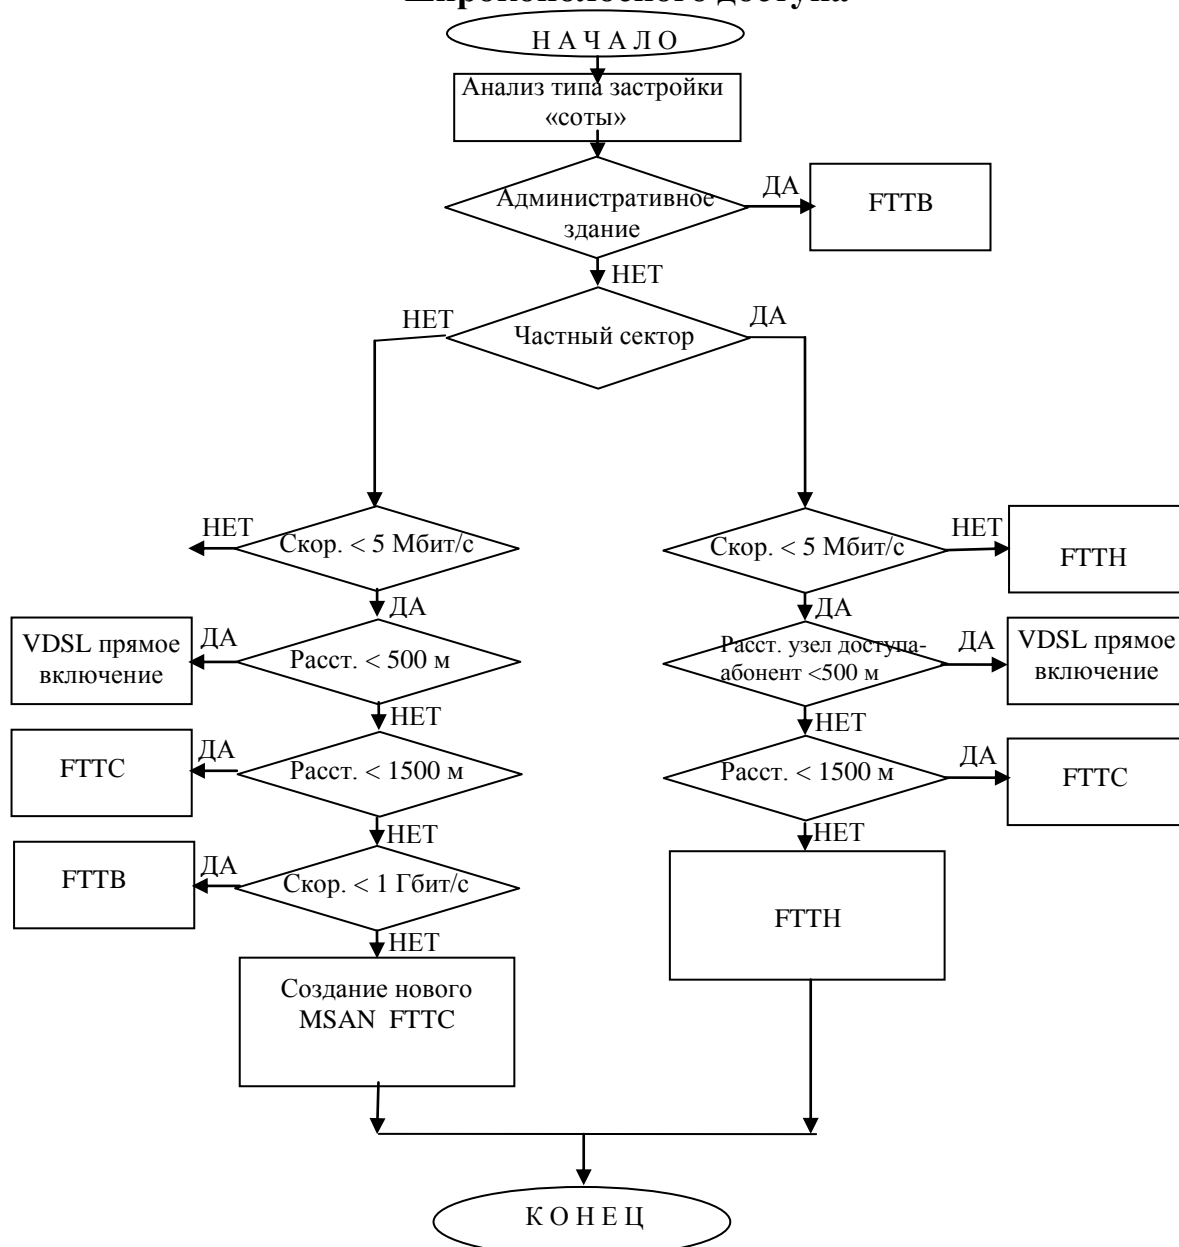 широкополосного доступа
Н А Ч А Л О
Анализ типа застройки
«соты»
Административное
здание
ДА
FTTB
НЕТ
Частный сектор
НЕТ
ДА
НЕТ
Скор. < 5 Мбит/с
ДА
VDSL прямое
включение
ДА
Расст. < 500 м
НЕТ
FTTC
ДА
Расст. < 1500 м
НЕТ
FTTB
ДА
Скор. < 1 Гбит/с
НЕТ
Создание нового
MSAN FTTC
Скор. < 5 Мбит/с
НЕТ
FTTH
ДА
Расст. узел доступа-
абонент <500 м
ДА
VDSL прямое
включение
НЕТ
Расст. < 1500 м
ДА
FTTC
НЕТ
FTTH
К О Н Е Ц